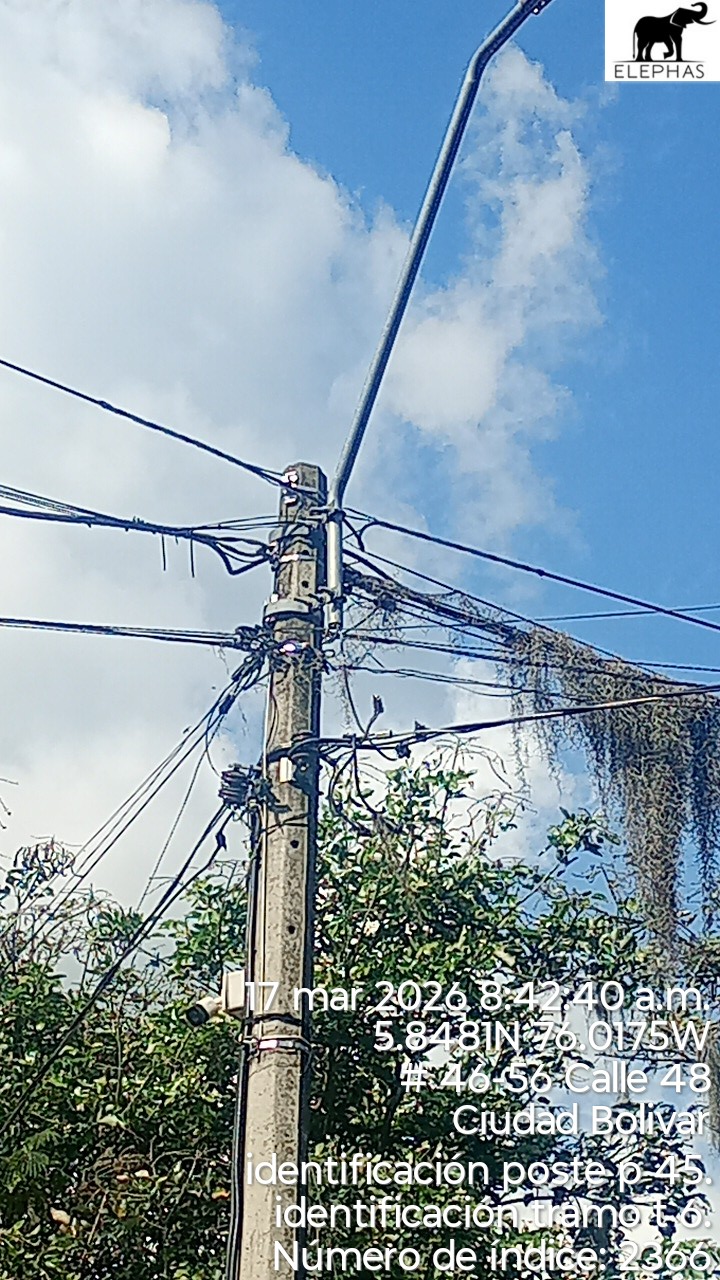 ELEPHAS
17 mar 2026 8:42:40 a.m.
5.8481N 76.0175W
#. 46-56 Calle 48
Ciudad Bolivar
identificación poste p-45.
identificación tramo t-6.
Número de índice: 2366